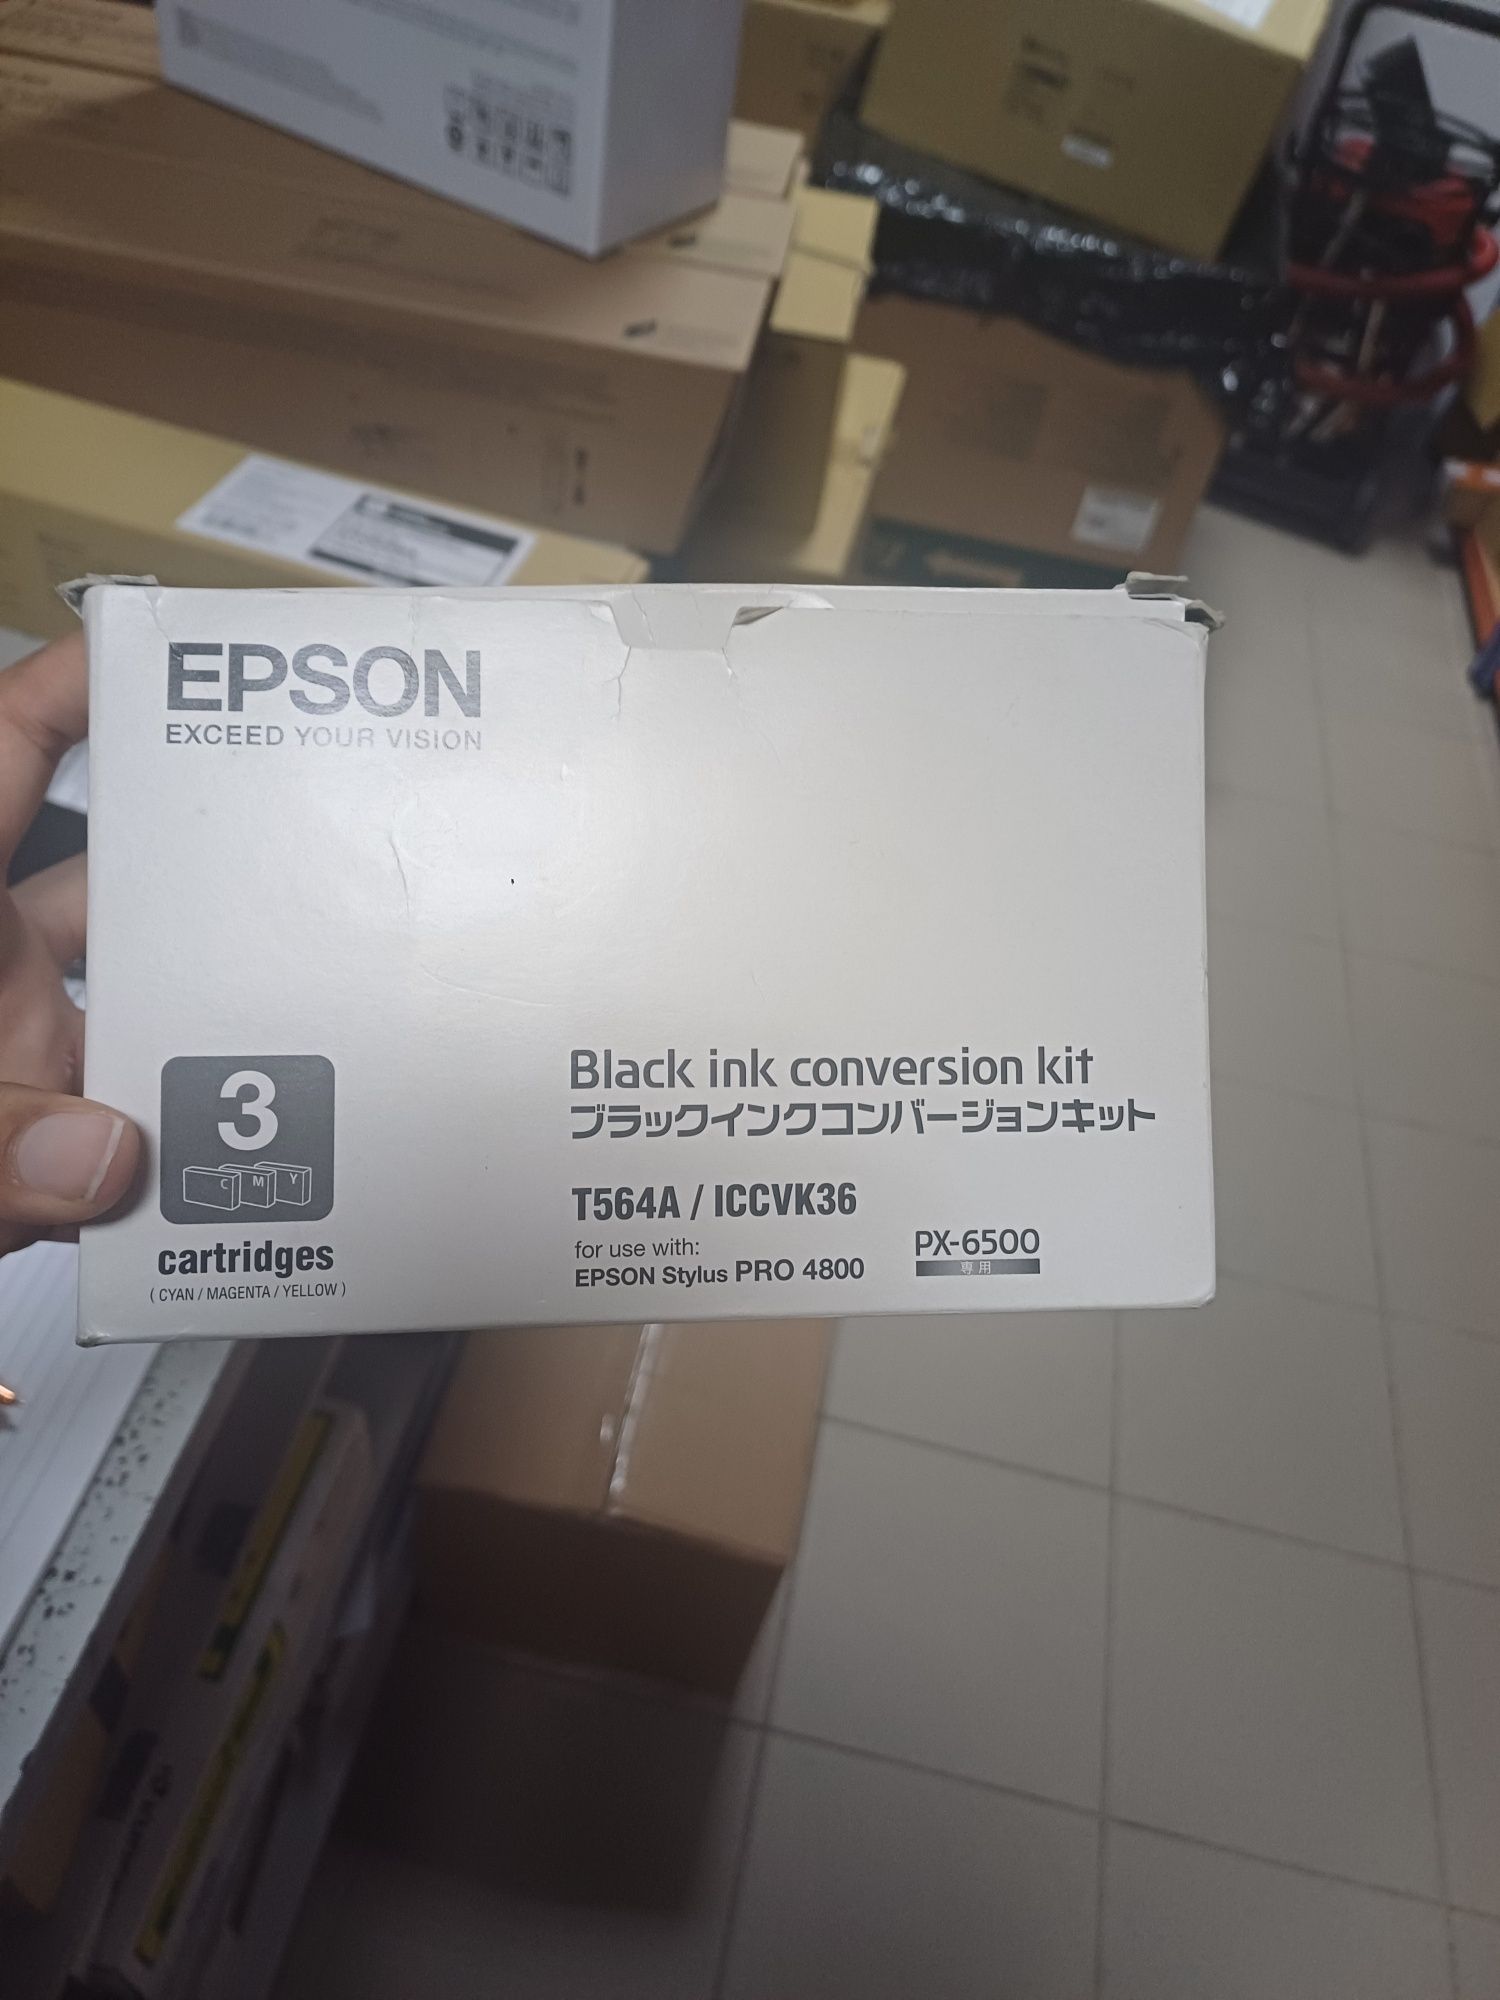 EPSON
EXCEED YOUR VISION
3
C M Y
cartridges
( CYAN / MAGENTA / YELLOW )
Black ink conversion kit
ブラックインクコンバージョンキット
T564A / ICCVK36
for use with:
EPSON Stylus PRO 4800
PX-6500
専用